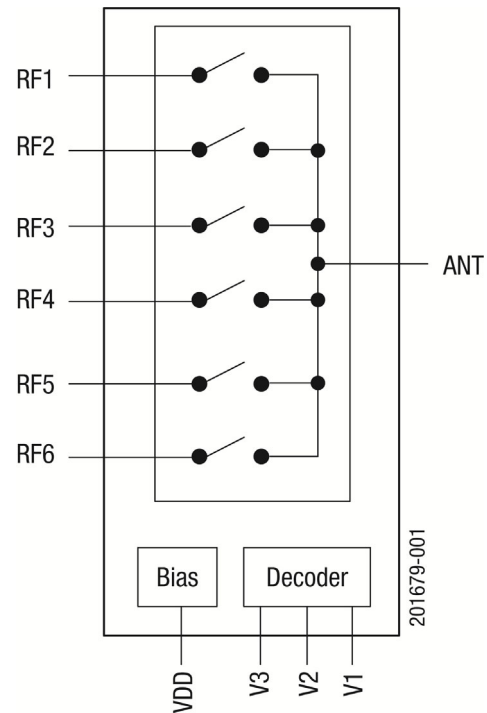 RF1
RF2
RF3
ANT
RF4
RF5
RF6
Bias
Decoder
201679-001
VDD
V3
V2
V1